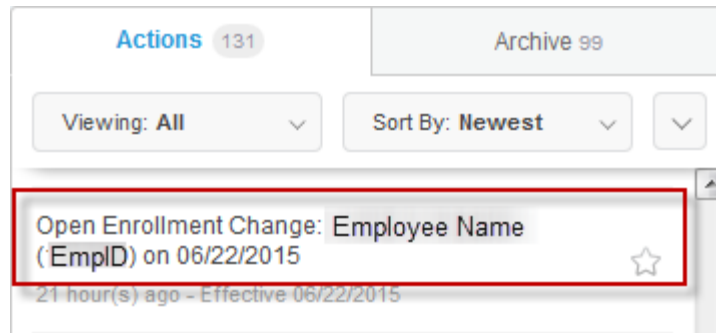 Actions 131 Archive 99
Viewing: All Sort By: Newest
Open Enrollment Change: Employee Name
(EmpID) on 06/22/2015
21 hour(s) ago - Effective 06/22/2015